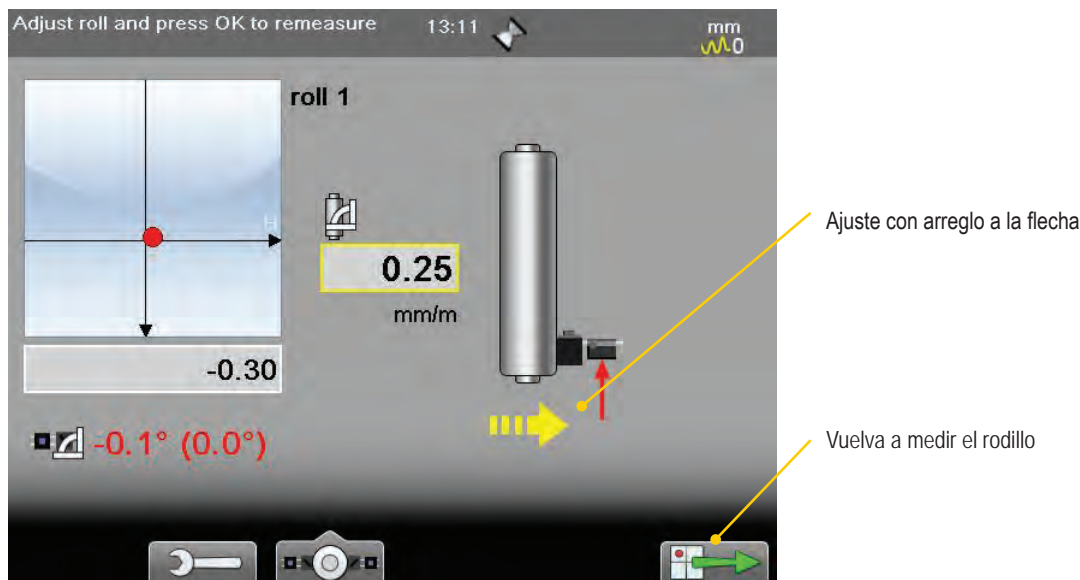 Adjust roll and press OK to remeasure 13:11 mm
0
roll 1
H
0.25
mm/m
-0.30
-0.1° (0.0°)
Ajuste con arreglo a la flecha
Vuelva a medir el rodillo